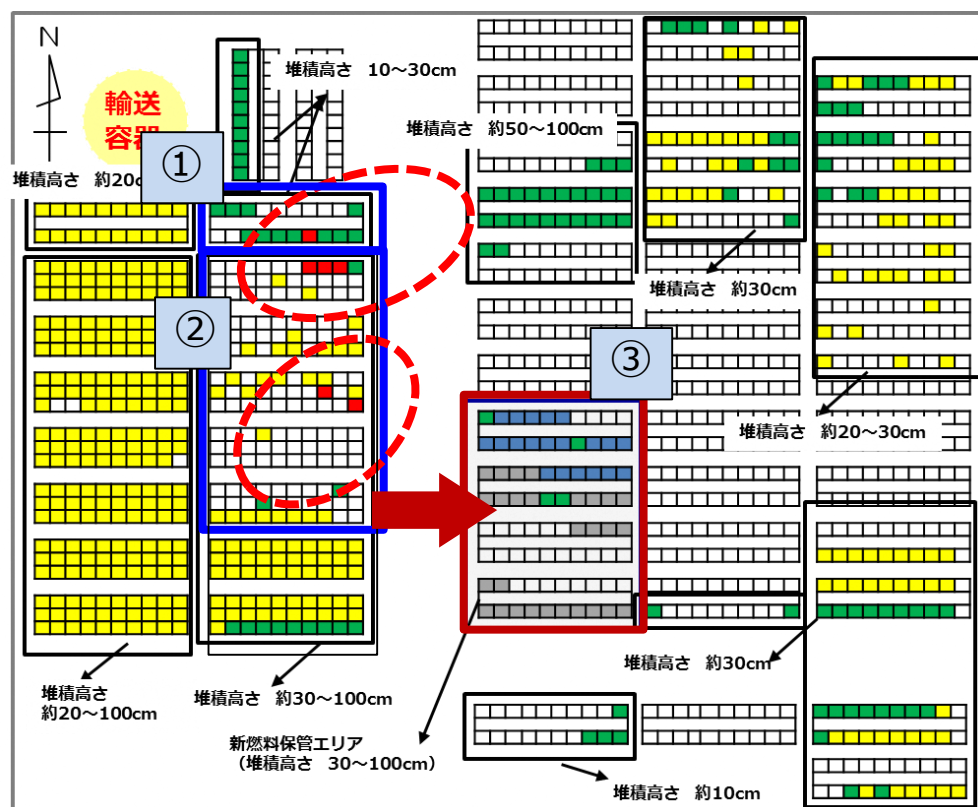 N
輸送
容器
堆積高さ 10～30cm
堆積高さ 約50～100cm
①
堆積高さ 約20c
堆積高さ 約30cm
②
③
堆積高さ 約20～30cm
堆積高さ 約30cm
堆積高さ
約20～100cm
堆積高さ 約30～100cm
新燃料保管エリア
（堆積高さ 30～100cm）
堆積高さ 約10cm